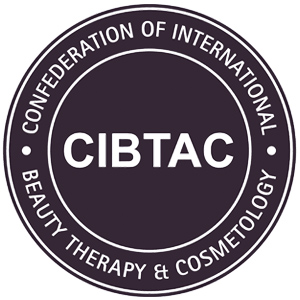 CONFEDERATION OF INTERNATIONAL
CIBTAC
BEAUTY THERAPY & COSMETOLOGY